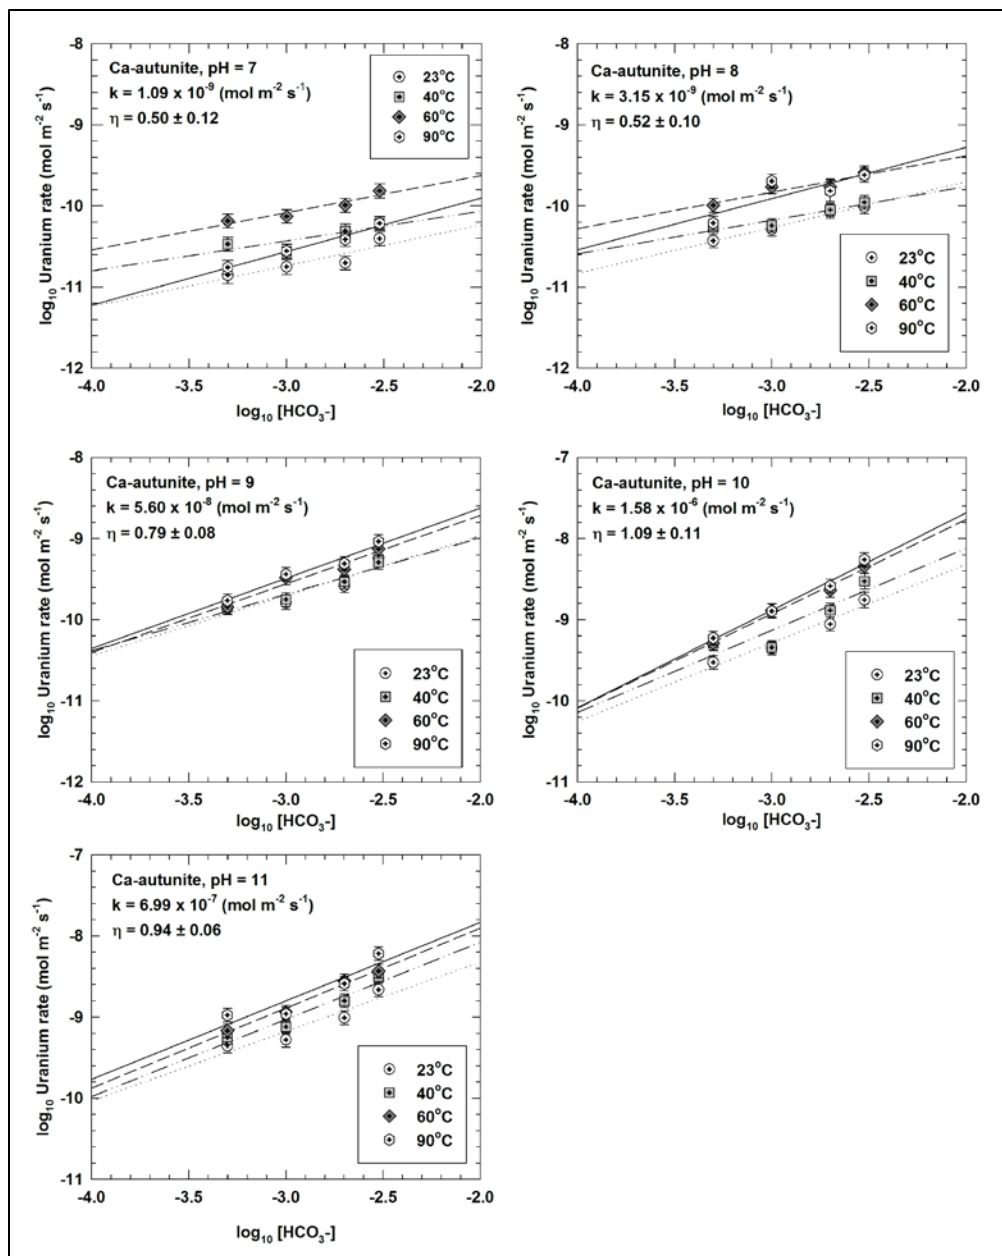 Ca-autunite, pH = 7
k = 1.09 x 10⁻⁹ (mol m⁻² s⁻¹)
η = 0.50 ± 0.12
23°C
40°C
60°C
90°C
-8
-9
-10
-11
-12
log₁₀ Uranium rate (mol m⁻² s⁻¹)
-4.0 -3.5 -3.0 -2.5 -2.0
log₁₀ [HCO₃-]
Ca-autunite, pH = 8
k = 3.15 x 10⁻⁹ (mol m⁻² s⁻¹)
η = 0.52 ± 0.10
23°C
40°C
60°C
90°C
-8
-9
-10
-11
-12
log₁₀ Uranium rate (mol m⁻² s⁻¹)
-4.0 -3.5 -3.0 -2.5 -2.0
log₁₀ [HCO₃-]
Ca-autunite, pH = 9
k = 5.60 x 10⁻⁸ (mol m⁻² s⁻¹)
η = 0.79 ± 0.08
23°C
40°C
60°C
90°C
-8
-9
-10
-11
-12
log₁₀ Uranium rate (mol m⁻² s⁻¹)
-4.0 -3.5 -3.0 -2.5 -2.0
log₁₀ [HCO₃-]
Ca-autunite, pH = 10
k = 1.58 x 10⁻⁶ (mol m⁻² s⁻¹)
η = 1.09 ± 0.11
23°C
40°C
60°C
90°C
-7
-8
-9
-10
-11
log₁₀ Uranium rate (mol m⁻² s⁻¹)
-4.0 -3.5 -3.0 -2.5 -2.0
log₁₀ [HCO₃-]
Ca-autunite, pH = 11
k = 6.99 x 10⁻⁷ (mol m⁻² s⁻¹)
η = 0.94 ± 0.06
23°C
40°C
60°C
90°C
-7
-8
-9
-10
-11
log₁₀ Uranium rate (mol m⁻² s⁻¹)
-4.0 -3.5 -3.0 -2.5 -2.0
log₁₀ [HCO₃-]